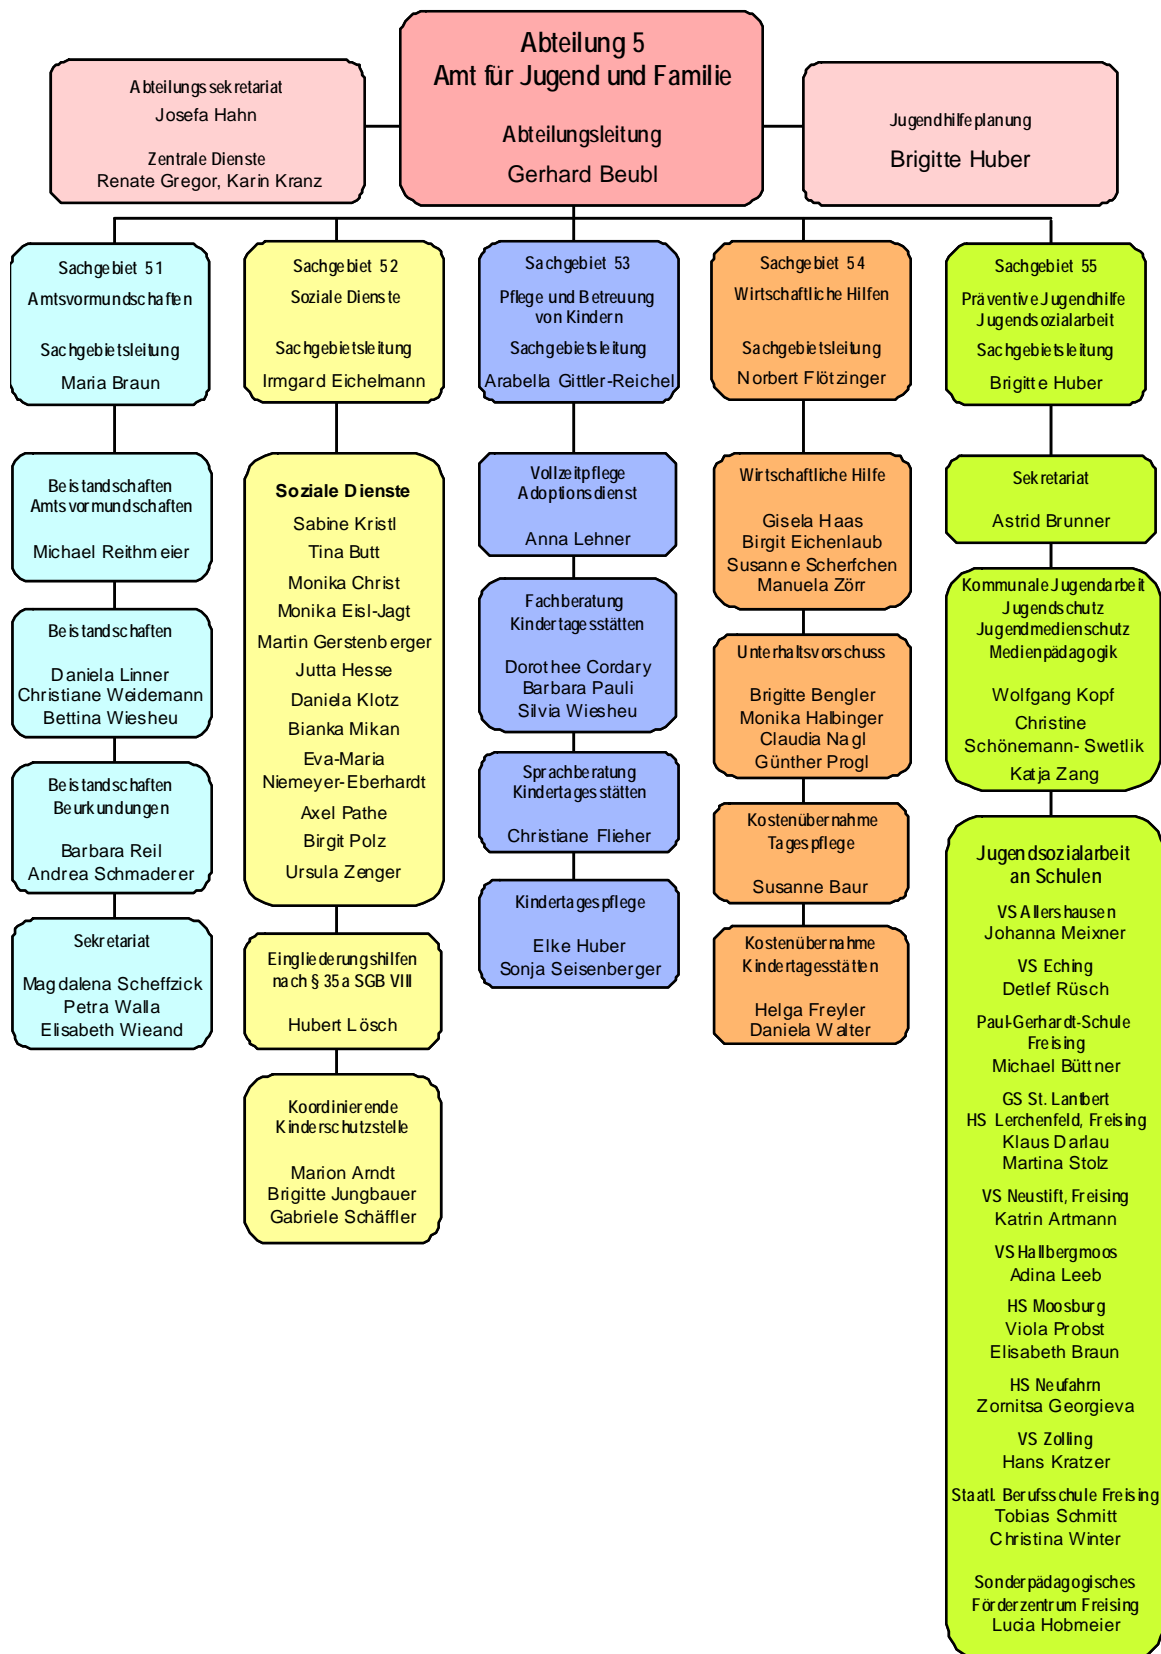 Abteilung 5
Amt für Jugend und Familie
Abteilungsleitung
Gerhard Beubl
Abteilungssekretariat
Josefa Hahn
Zentrale Dienste
Renate Gregor, Karin Kranz
Jugendhilfeplanung
Brigitte Huber
Sachgebiet 51
Amtsvormundschaften
Sachgebietsleitung
Maria Braun
Beistandschaften
Amtsvormundschaften
Michael Reithmeier
Beistandschaften
Daniela Linner
Christiane Weidemann
Bettina Wiesheu
Beistandschaften
Beurkundungen
Barbara Reil
Andrea Schmaderer
Sekretariat
Magdalena Scheffzick
Petra Walla
Elisabeth Wieand
Sachgebiet 52
Soziale Dienste
Sachgebietsleitung
Irmgard Eichelmann
Soziale Dienste
Sabine Kristl
Tina Butt
Monika Christ
Monika Eisl-Jagt
Martin Gerstenberger
Jutta Hesse
Daniela Klotz
Bianka Mikan
Eva-Maria
Niemeyer-Eberhardt
Axel Pathe
Birgit Polz
Ursula Zenger
Eingliederungshilfen
nach § 35a SGB VIII
Hubert Lösch
Koordinierende
Kinderschutzstelle
Marion Arndt
Brigitte Jungbauer
Gabriele Schäffler
Sachgebiet 53
Pflege und Betreuung
von Kindern
Sachgebietsleitung
Arabella Gittler-Reichel
Vollzeitpflege
Adoptionsdienst
Anna Lehner
Fachberatung
Kindertagesstätten
Dorothee Cordary
Barbara Pauli
Silvia Wiesheu
Sprachberatung
Kindertagesstätten
Christiane Flieher
Kindertagespflege
Elke Huber
Sonja Seisenberger
Sachgebiet 54
Wirtschaftliche Hilfen
Sachgebietsleitung
Norbert Flötzinger
Wirtschaftliche Hilfe
Gisela Haas
Birgit Eichenlaub
Susanne Scherfchen
Manuela Zörr
Unterhaltsvorschuss
Brigitte Bengler
Monika Halbinger
Claudia Nagl
Günther Progl
Kostenübernahme
Tagespflege
Susanne Baur
Kostenübernahme
Kindertagesstätten
Helga Freyler
Daniela Walter
Sachgebiet 55
Präventive Jugendhilfe
Jugendsozialarbeit
Sachgebietsleitung
Brigitte Huber
Sekretariat
Astrid Brunner
Kommunale Jugendarbeit
Jugendschutz
Jugendmedienschutz
Medienpädagogik
Wolfgang Kopf
Christine
Schönemann- Swetlik
Katja Zang
Jugendsozialarbeit
an Schulen
VS Allershausen
Johanna Meixner
VS Eching
Detlef Rüsch
Paul-Gerhardt-Schule
Freising
Michael Büttner
GS St. Lantbert
HS Lerchenfeld, Freising
Klaus Darlau
Martina Stolz
VS Neustift, Freising
Katrin Artmann
VS Hallbergmoos
Adina Leeb
HS Moosburg
Viola Probst
Elisabeth Braun
HS Neufahrn
Zornitsa Georgieva
VS Zolling
Hans Kratzer
Staatl. Berufsschule Freising
Tobias Schmitt
Christina Winter
Sonderpädagogisches
Förderzentrum Freising
Lucia Hobmeier